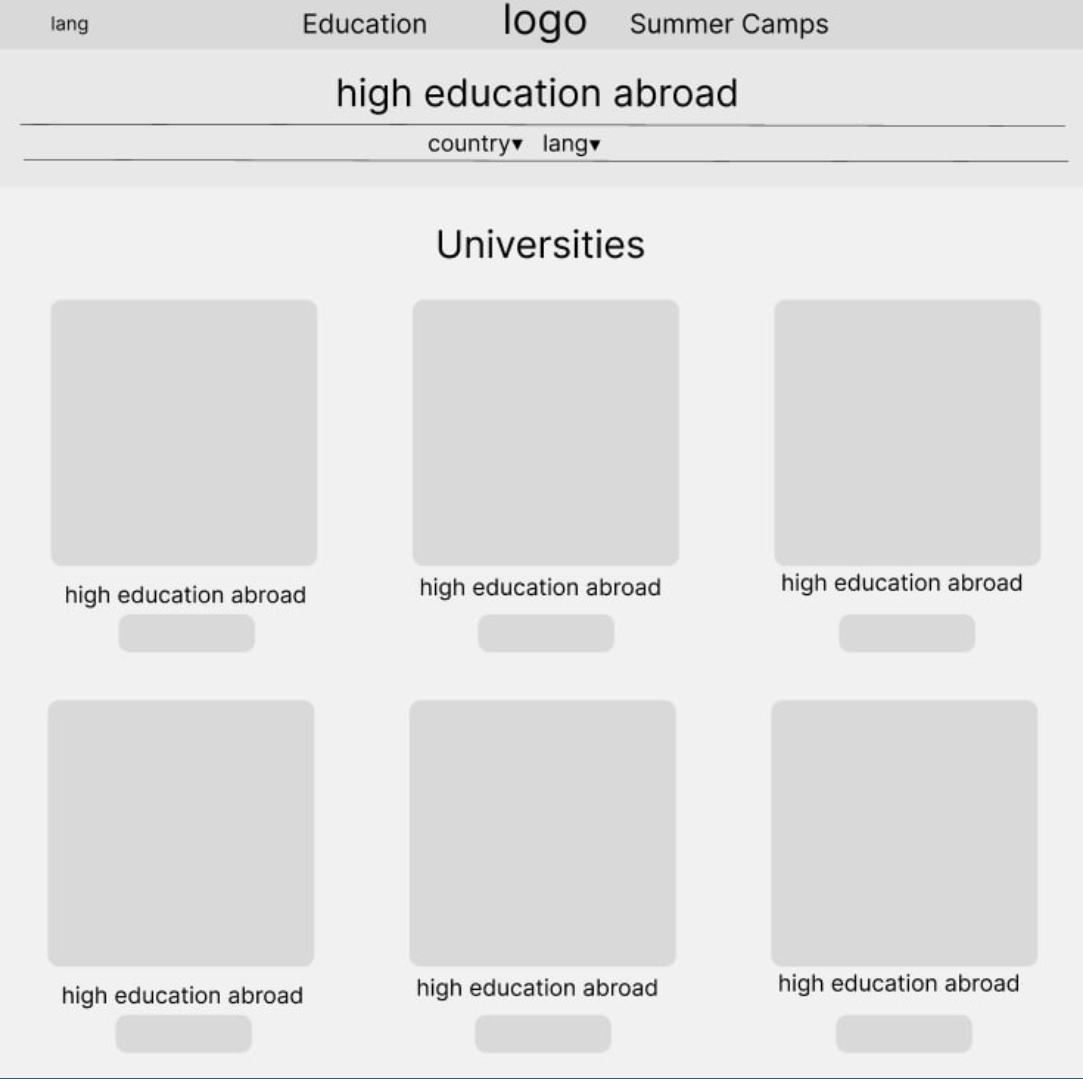 lang Education logo Summer Camps
high education abroad
country▾ lang▾
Universities
high education abroad high education abroad high education abroad
high education abroad high education abroad high education abroad